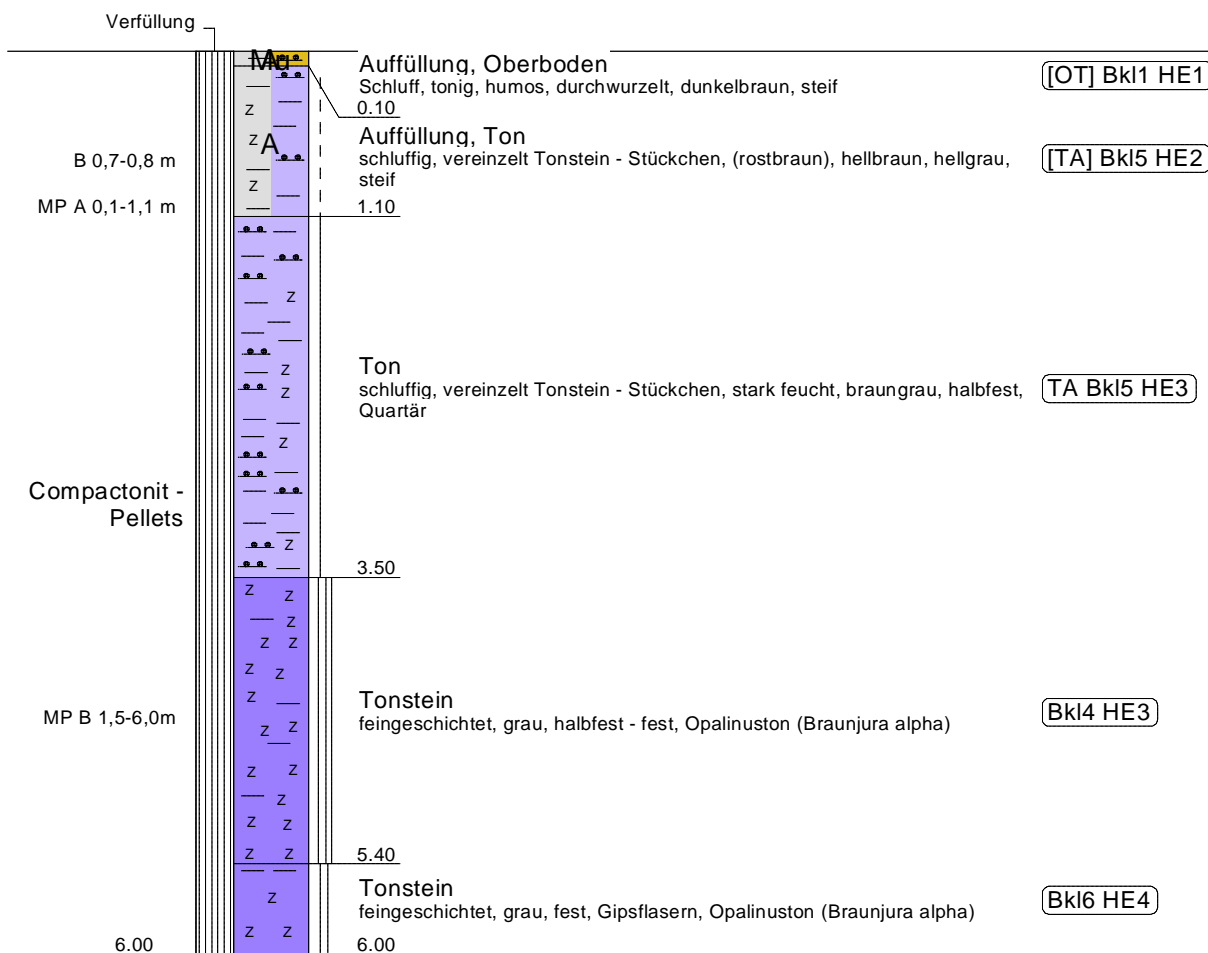 Verfüllung
Mu
A
Auffüllung, Oberboden
Schluff, tonig, humos, durchwurzelt, dunkelbraun, steif
0.10
[OT] Bkl1 HE1
A
Auffüllung, Ton
schluffig, vereinzelt Tonstein - Stückchen, (rostbraun), hellbraun, hellgrau,
steif
1.10
[TA] Bkl5 HE2
B 0,7-0,8 m
MP A 0,1-1,1 m
Ton
schluffig, vereinzelt Tonstein - Stückchen, stark feucht, braungrau, halbfest,
Quartär
TA Bkl5 HE3
Compactonit -
Pellets
3.50
Tonstein
feingeschichtet, grau, halbfest - fest, Opalinuston (Braunjura alpha)
Bkl4 HE3
MP B 1,5-6,0m
5.40
Tonstein
feingeschichtet, grau, fest, Gipsflasern, Opalinuston (Braunjura alpha)
Bkl6 HE4
6.00
6.00